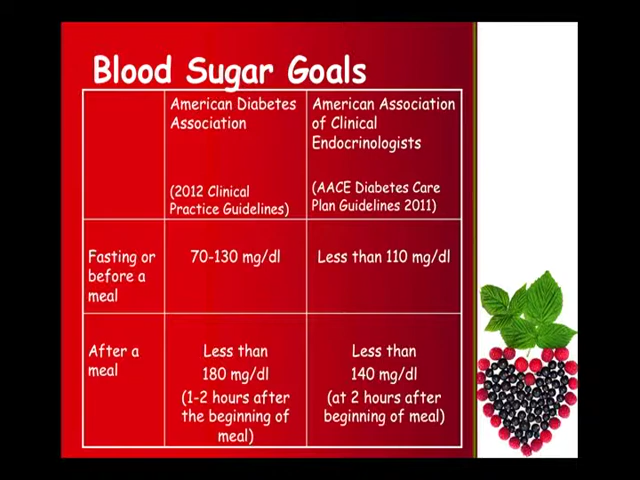 Blood Sugar Goals
American Diabetes
Association
(2012 Clinical
Practice Guidelines)
American Association
of Clinical
Endocrinologists
(AACE Diabetes Care
Plan Guidelines 2011)
Fasting or
before a
meal
70-130 mg/dl
Less than 110 mg/dl
After a
meal
Less than
180 mg/dl
(1-2 hours after
the beginning of
meal)
Less than
140 mg/dl
(at 2 hours after
beginning of meal)